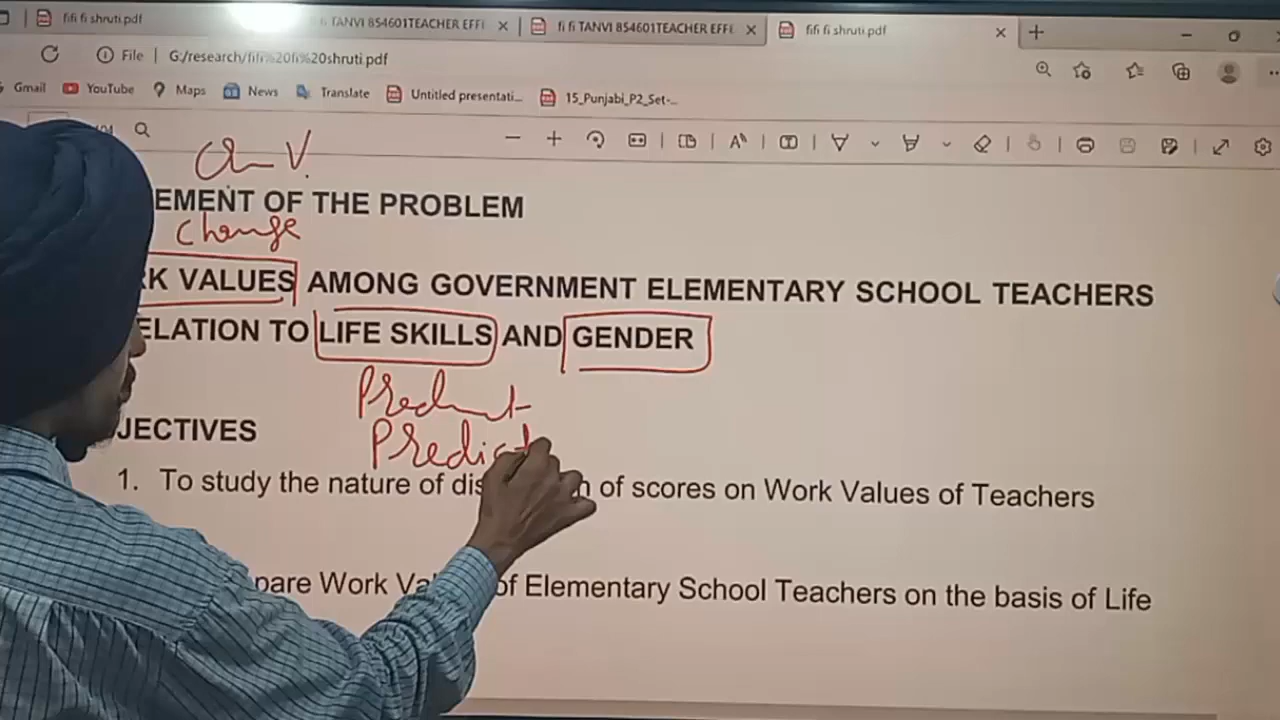 fifi fi shruti.pdf fi fi TANVI 854601TEACHER EFFE fi fi TANVI 854601TEACHER EFFE fifi fi shruti.pdf
File G:/research/fifi%20fi%20shruti.pdf
Gmail YouTube Maps News Translate Untitled presentati... 15_Punjabi_P2_Set-...
V.
EMENT OF THE PROBLEM
Change
RK VALUES AMONG GOVERNMENT ELEMENTARY SCHOOL TEACHERS
ELATION TO LIFE SKILLS AND GENDER
Predict
JECTIVES
1. To study the nature of dis n of scores on Work Values of Teachers
pare Work Va of Elementary School Teachers on the basis of Life